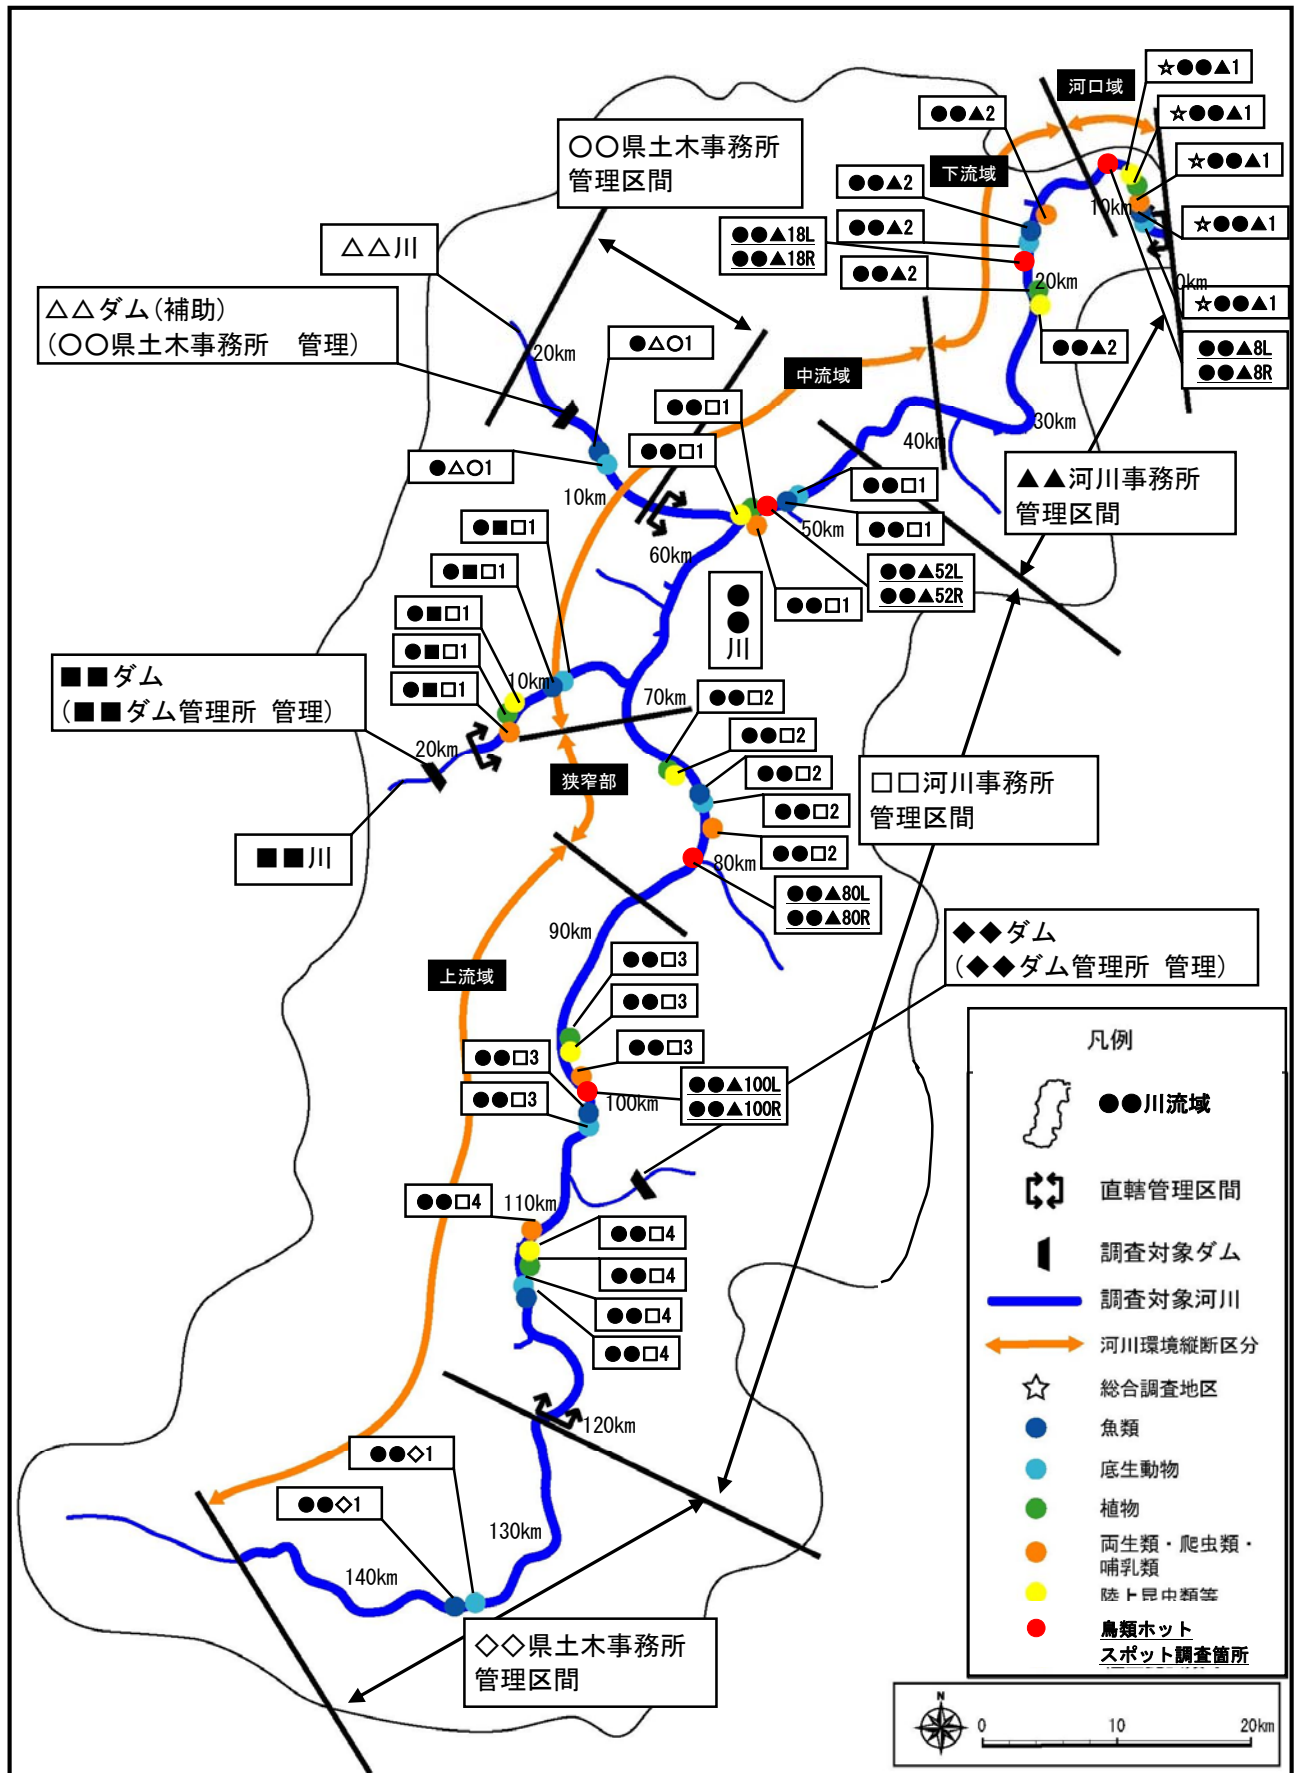 ☆●●▲1
河口域
●●▲2
☆●●▲1
○○県土木事務所
管理区間
下流域
☆●●▲1
●●▲2
10km
☆●●▲1
●●▲18L
●●▲18R
●●▲2
△△川
●●▲2
20km
0km
☆●●▲1
△△ダム(補助)
(○○県土木事務所 管理)
20km
●△○1
●●▲2
●●▲8L
●●▲8R
中流域
●●□1
30km
40km
●●□1
●△○1
▲▲河川事務所
管理区間
10km
●●□1
50km
●●□1
●■□1
60km
●■□1
●●▲52L
●●▲52R
●●□1
●●川
●■□1
●■□1
●■□1
10km
■■ダム
(■■ダム管理所 管理)
70km
●●□2
20km
●●□2
狭窄部
●●□2
□□河川事務所
管理区間
●●□2
■■川
●●□2
80km
●●▲80L
●●▲80R
90km
◆◆ダム
(◆◆ダム管理所 管理)
上流域
●●□3
●●□3
●●□3
●●□3
●●□3
●●▲100L
●●▲100R
100km
110km
●●□4
●●□4
●●□4
●●□4
●●□4
120km
●●◇1
●●◇1
130km
140km
◇◇県土木事務所
管理区間
凡例
●●川流域
直轄管理区間
調査対象ダム
調査対象河川
河川環境縦断区分
総合調査地区
魚類
底生動物
植物
両生類・爬虫類・
哺乳類
陸上昆虫類等
鳥類ホット
スポット調査箇所
N
0 10 20km